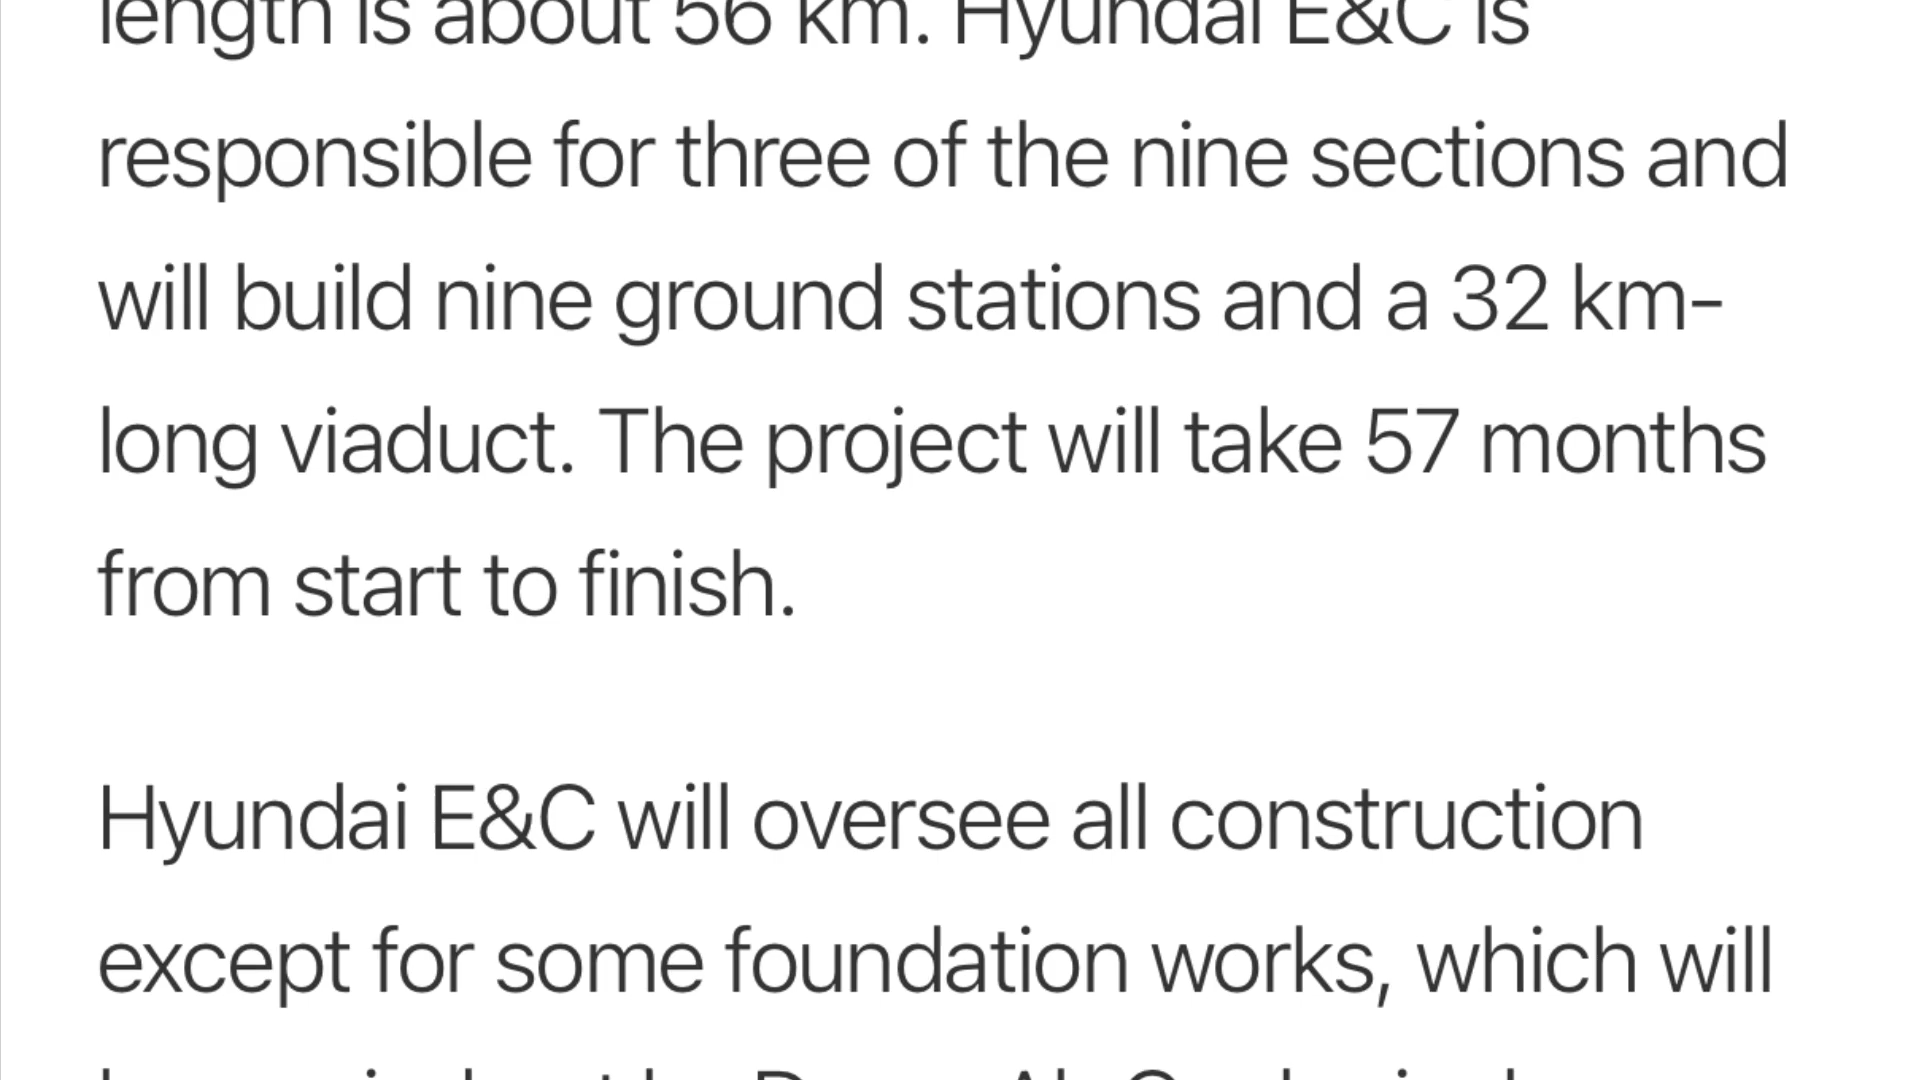 length is about 56 km. Hyundai E&C is
responsible for three of the nine sections and
will build nine ground stations and a 32 km-
long viaduct. The project will take 57 months
from start to finish.
Hyundai E&C will oversee all construction
except for some foundation works, which will